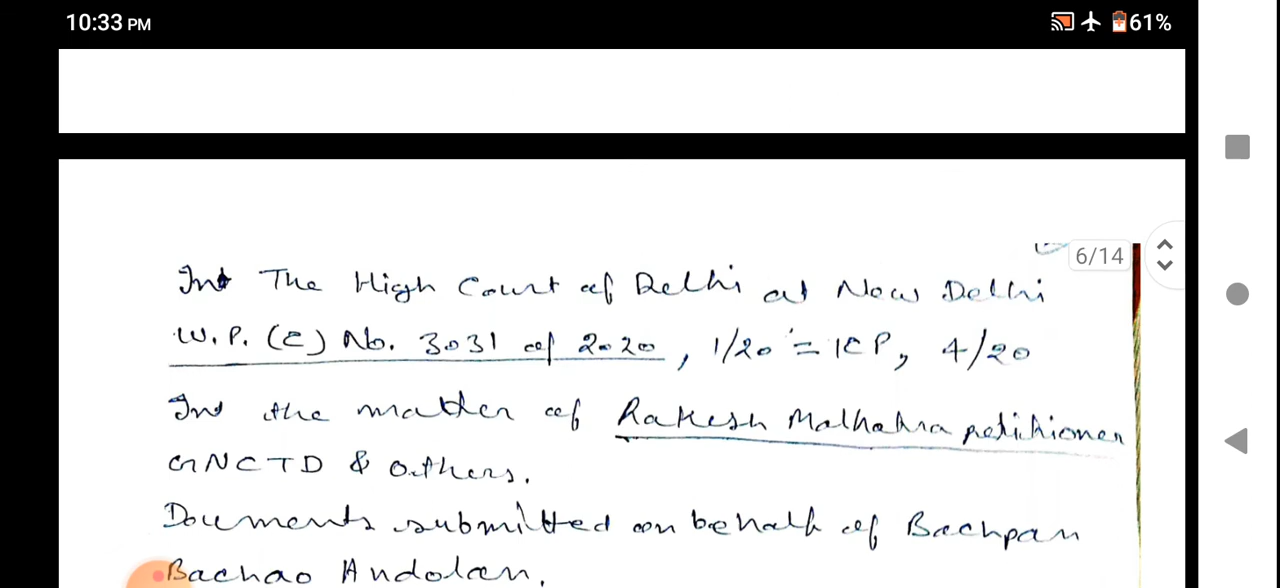 10:33 PM
61%
6/14
In The High Court of Delhi at New Delhi
W.P. (C) No. 3031 of 2020, 1/20 = ICP, 4/20
In the matter of Rakesh Malhotra petitioner
GNCTD & others.
Douments submitted on behalf of Bachpan
Bachao Andolan.